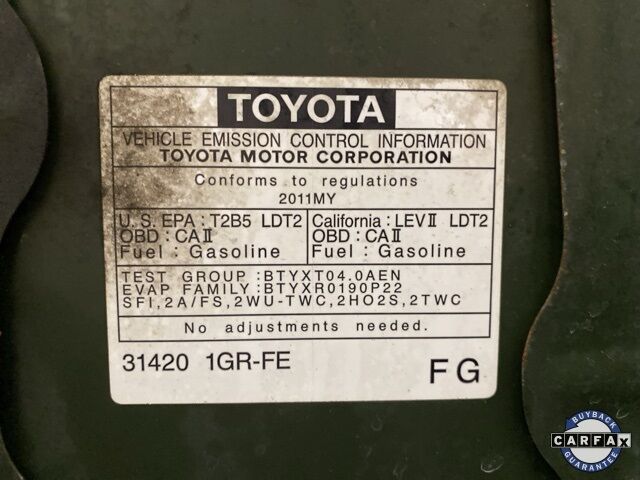 TOYOTA
VEHICLE EMISSION CONTROL INFORMATION
TOYOTA MOTOR CORPORATION
Conforms to regulations
2011MY
U.S. EPA : T2B5 LDT2
OBD : CAⅡ
Fuel : Gasoline
California : LEVⅡ LDT2
OBD : CAⅡ
Fuel : Gasoline
TEST GROUP : BTYXT04.0AEN
EVAP FAMILY : BTYXR0190P22
SFI, 2A/FS, 2WU-TWC, 2HO2S, 2TWC
No adjustments needed.
31420 1GR-FE
FG
BUYBACK
CARFAX
GUARANTEE